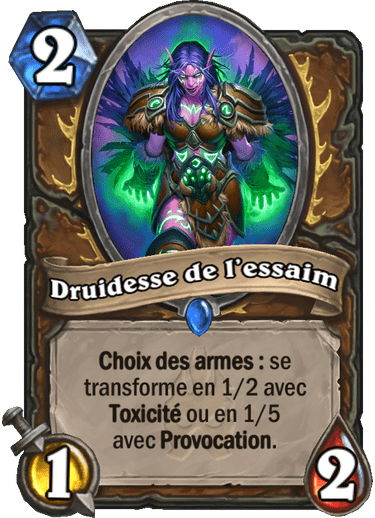 2
Druidesse de l'essaim
Choix des armes : se
transforme en 1/2 avec
Toxicité ou en 1/5
avec Provocation.
1
2